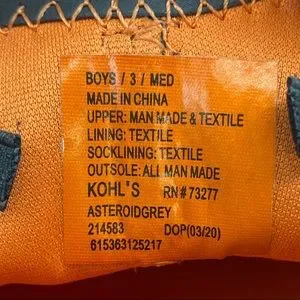 BOYS / 3 / MED
MADE IN CHINA
UPPER: MAN MADE & TEXTILE
LINING: TEXTILE
SOCKLINING: TEXTILE
OUTSOLE: ALL MAN MADE
KOHL'S RN# 73277
ASTEROIDGREY
214583 DOP(03/20)
615363125217